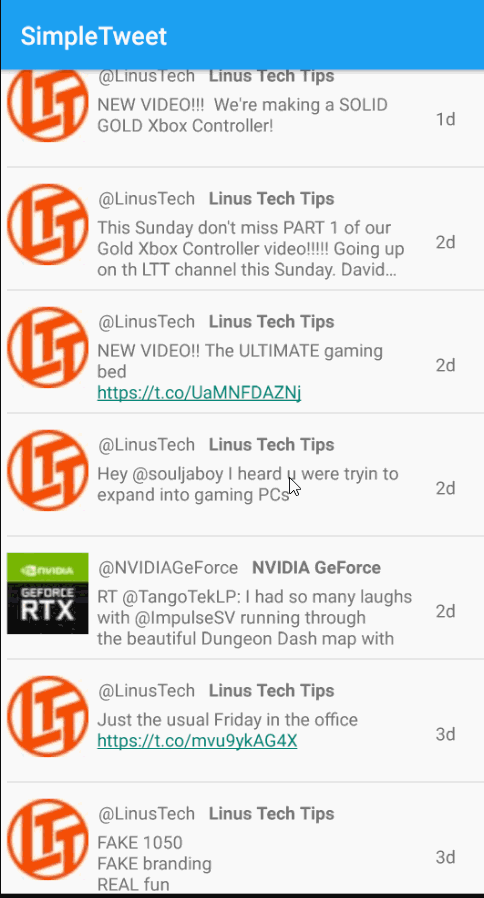 SimpleTweet
@LinusTech Linus Tech Tips
NEW VIDEO!!! We're making a SOLID
GOLD Xbox Controller!
1d
LTT
@LinusTech Linus Tech Tips
This Sunday don't miss PART 1 of our
Gold Xbox Controller video!!!!! Going up
on th LTT channel this Sunday. David...
2d
LTT
@LinusTech Linus Tech Tips
NEW VIDEO!! The ULTIMATE gaming
bed
https://t.co/UaMNFDAZNj
2d
LTT
@LinusTech Linus Tech Tips
Hey @souljaboy I heard u were tryin to
expand into gaming PCs
2d
LTT
@NVIDIAGeForce NVIDIA GeForce
RT @TangoTekLP: I had so many laughs
with @ImpulseSV running through
the beautiful Dungeon Dash map with
2d
NVIDIA
GEFORCE
RTX
@LinusTech Linus Tech Tips
Just the usual Friday in the office
https://t.co/mvu9ykAG4X
3d
LTT
@LinusTech Linus Tech Tips
FAKE 1050
FAKE branding
REAL fun
3d
LTT